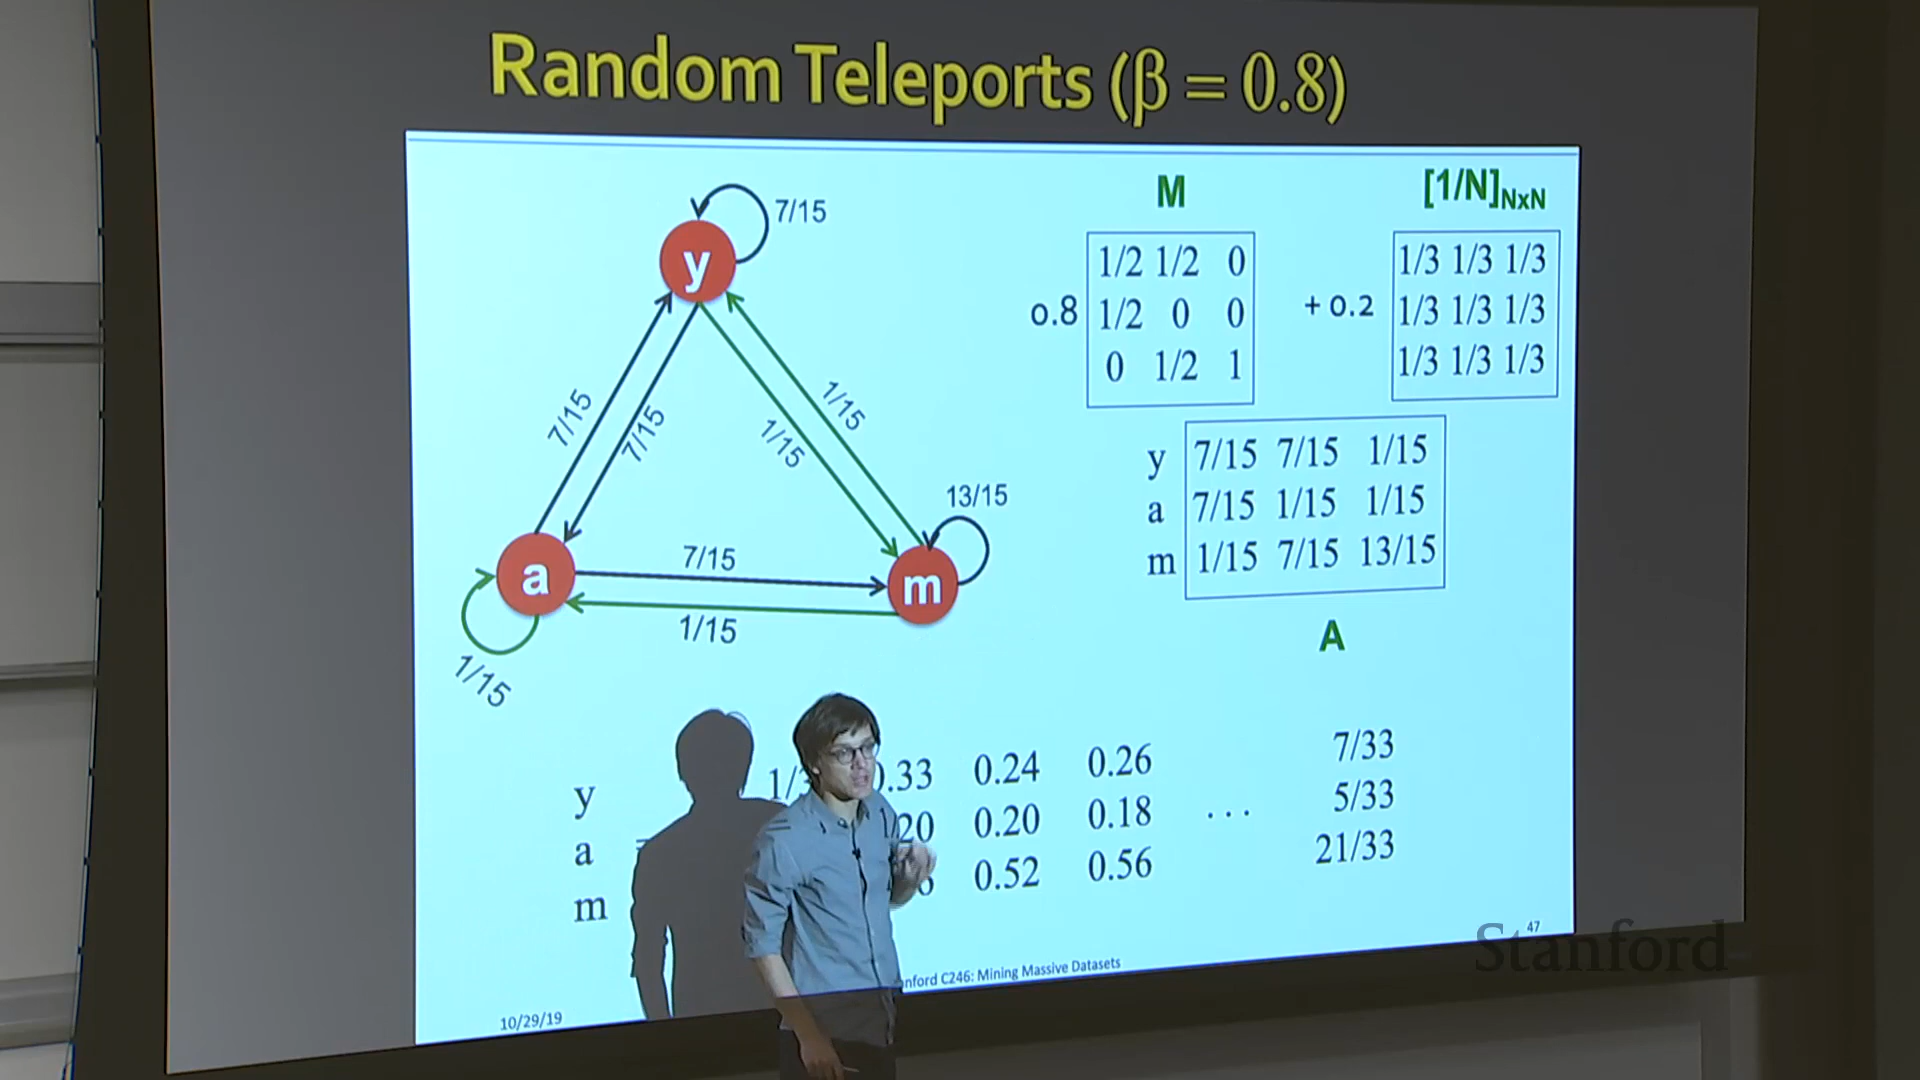 Random Teleports (β = 0.8)
M
[1/N]NxN
7/15
y
1/2 1/2 0
1/2 0 0
0 1/2 1
0.8
+ 0.2
1/3 1/3 1/3
1/3 1/3 1/3
1/3 1/3 1/3
7/15
7/15
1/15
1/15
13/15
y 7/15 7/15 1/15
a 7/15 1/15 1/15
m 1/15 7/15 13/15
A
a
7/15
m
1/15
1/15
y 0.24 0.26 7/33
a 0.20 0.18 ... 5/33
m 0.52 0.56 21/33
47
Stanford
C246: Mining Massive Datasets
10/29/19